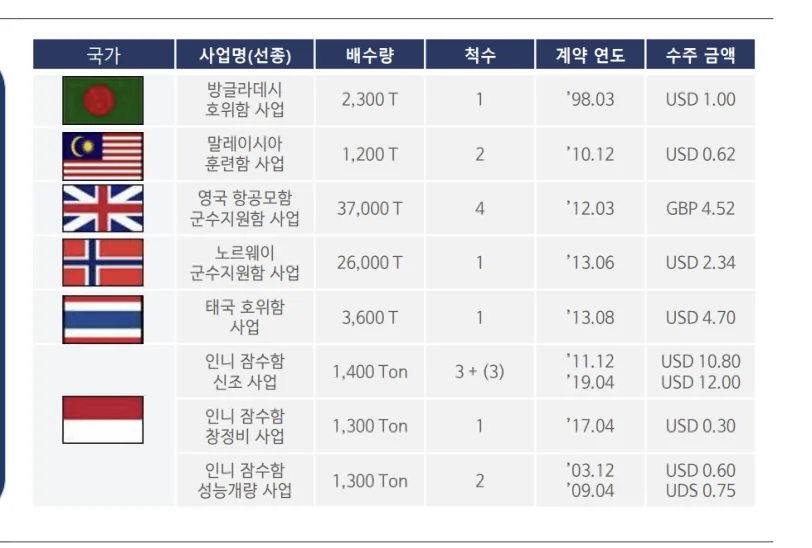 국가 사업명(선종) 배수량 척수 계약 연도 수주 금액
방글라데시
호위함 사업 2,300 T 1 ’98.03 USD 1.00
말레이시아
훈련함 사업 1,200 T 2 ’10.12 USD 0.62
영국 항공모함
군수지원함 사업 37,000 T 4 ’12.03 GBP 4.52
노르웨이
군수지원함 사업 26,000 T 1 ’13.06 USD 2.34
태국 호위함
사업 3,600 T 1 ’13.08 USD 4.70
인니 잠수함
신조 사업 1,400 Ton 3 + (3) ’11.12 USD 10.80
’19.04 USD 12.00
인니 잠수함
창정비 사업 1,300 Ton 1 ’17.04 USD 0.30
인니 잠수함
성능개량 사업 1,300 Ton 2 ’03.12 USD 0.60
’09.04 UDS 0.75